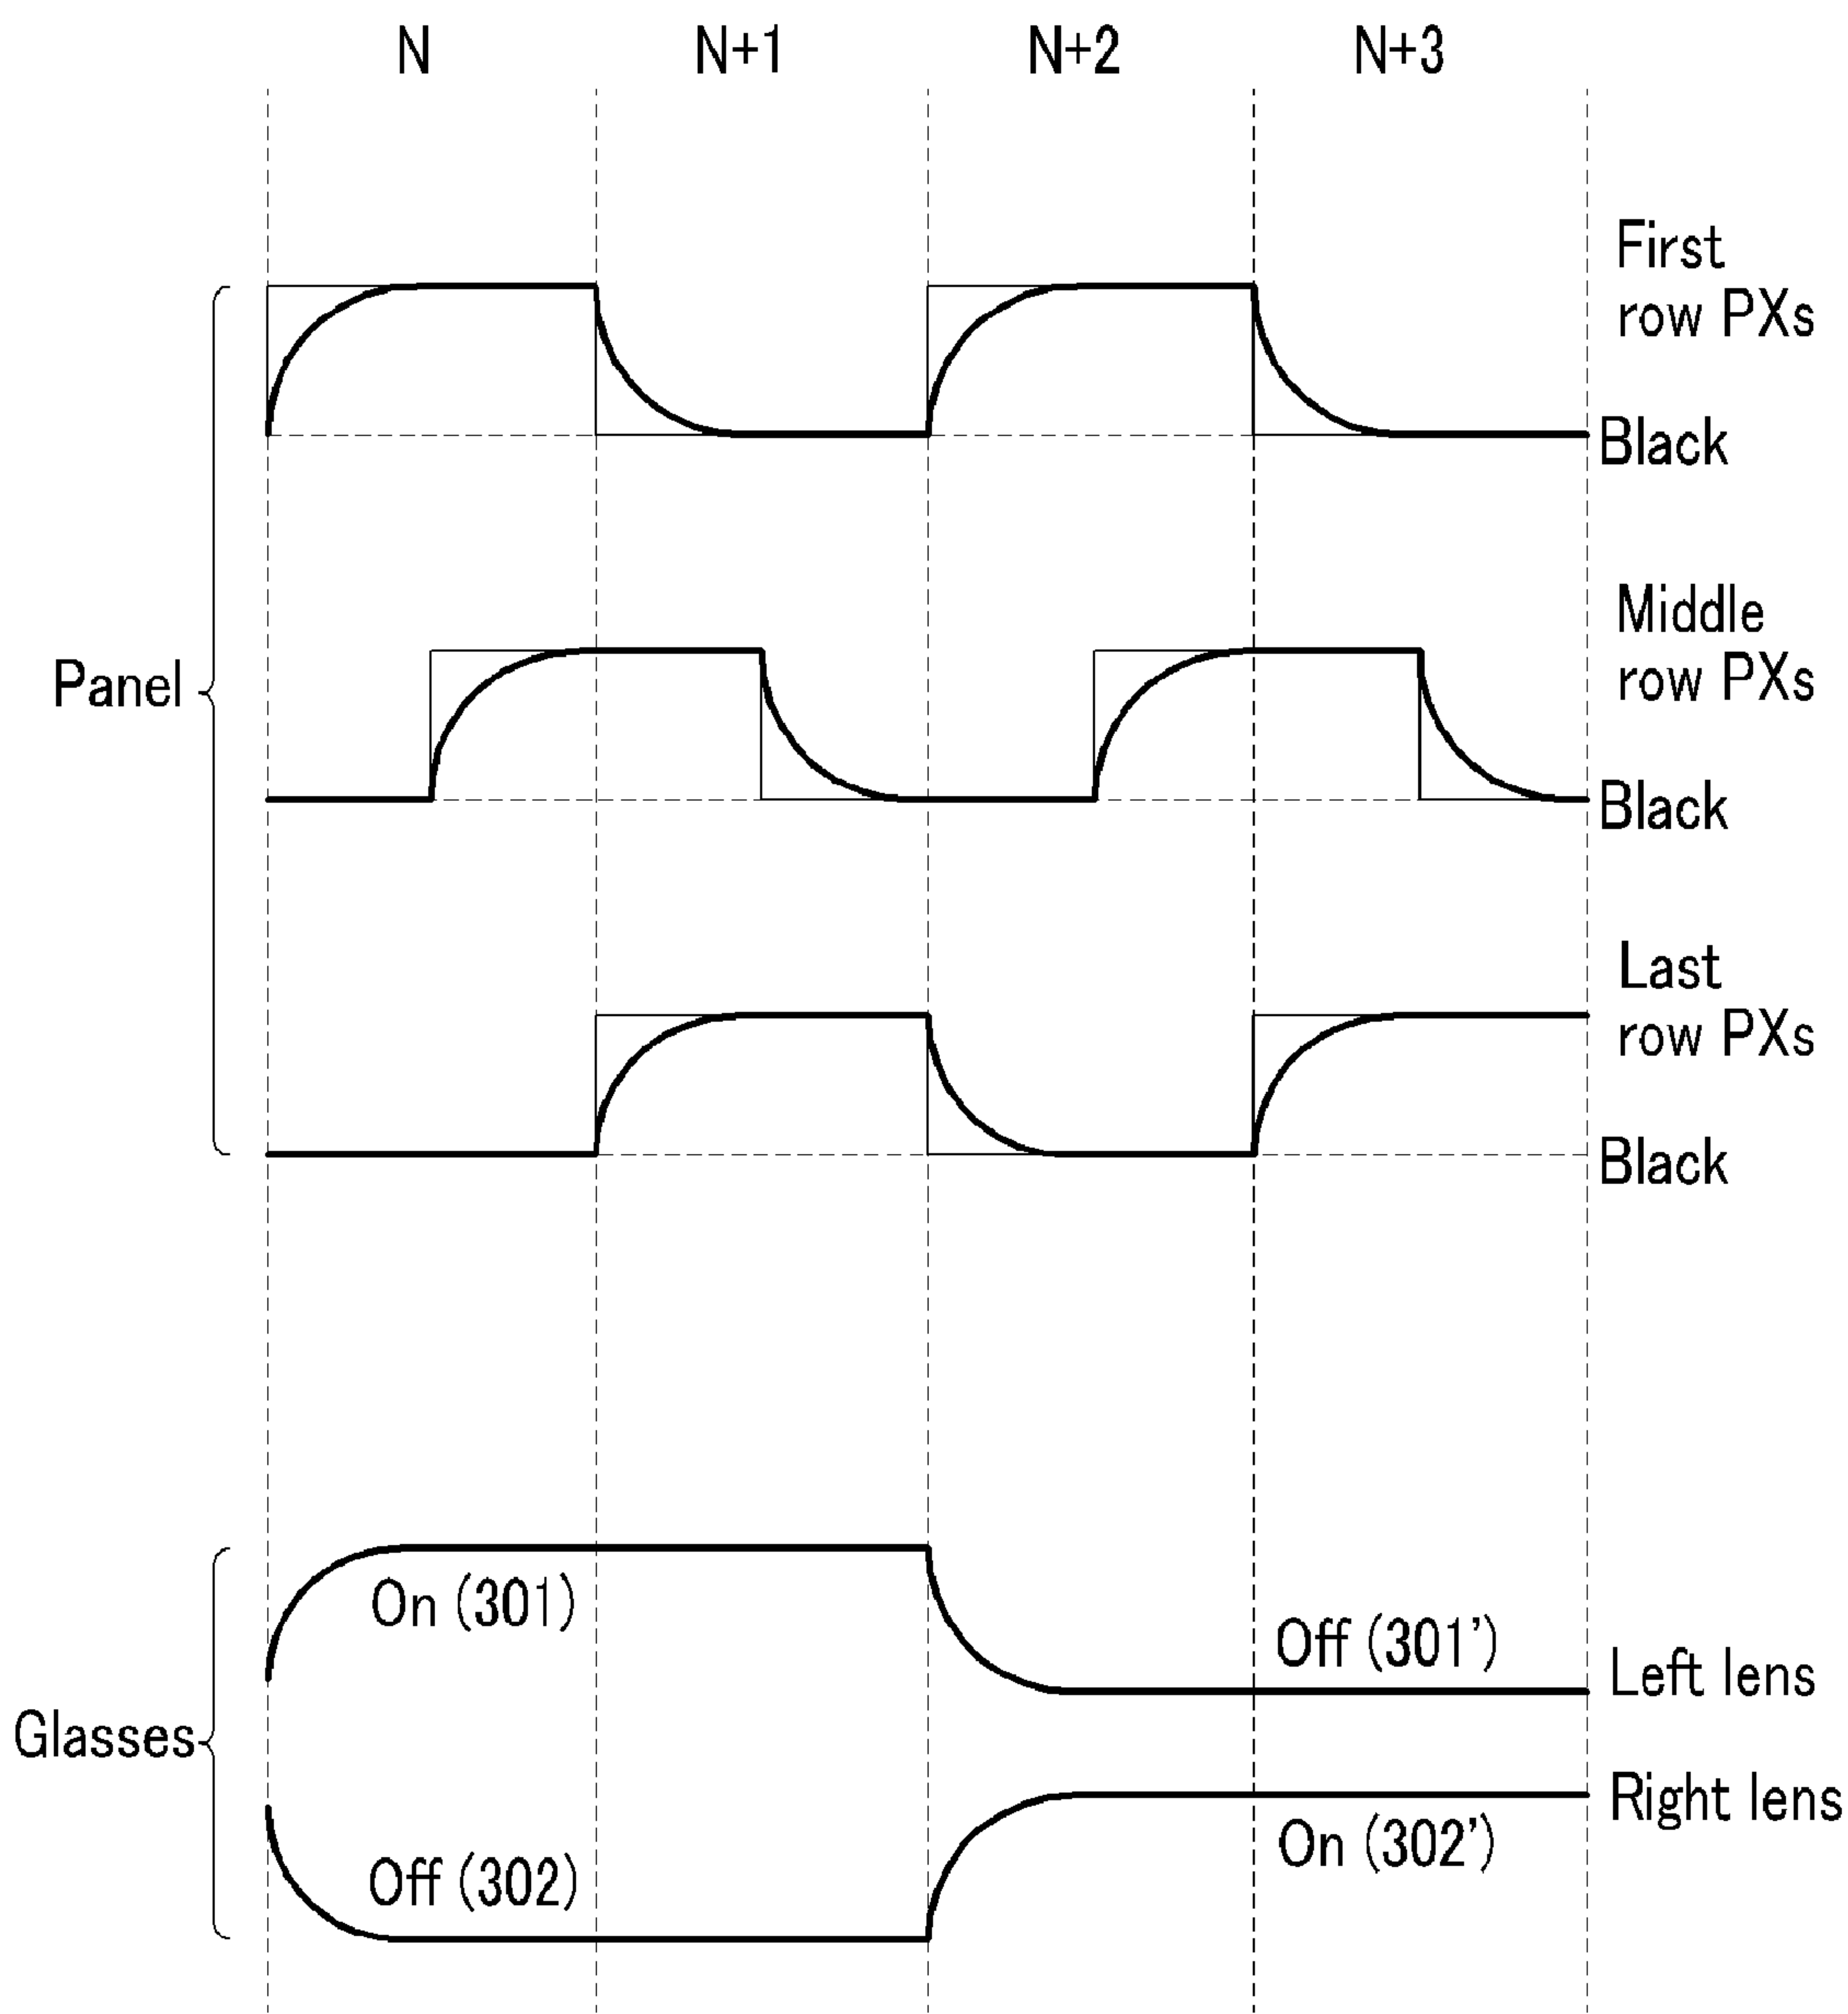 N
N+1
N+2
N+3
First
row PXs
Black
Middle
row PXs
Panel
Black
Last
row PXs
Black
On (301)
Off (301')
Left lens
Glasses
Right lens
On (302')
Off (302)